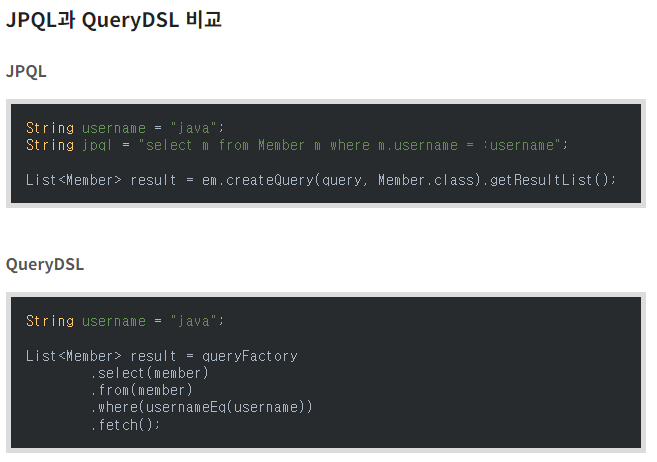 JPQL과 QueryDSL 비교
JPQL
String username = "java";
String jpql = "select m from Member m where m.username = :username";
List<Member> result = em.createQuery(query, Member.class).getResultList();
QueryDSL
String username = "java";
List<Member> result = queryFactory
.select(member)
.from(member)
.where(usernameEq(username))
.fetch();